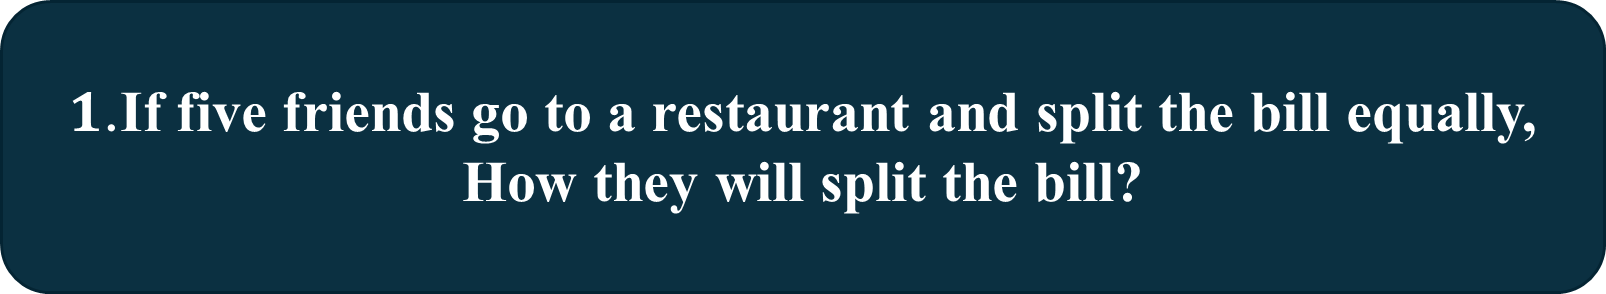 1.If five friends go to a restaurant and split the bill equally,
How they will split the bill?